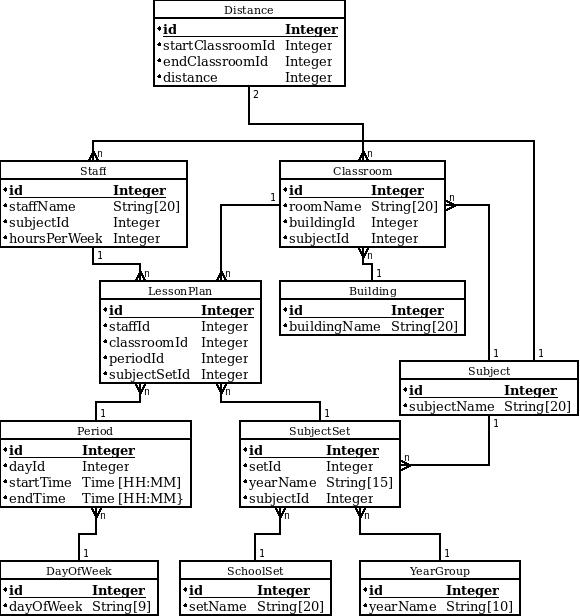 Distance
id Integer
startClassroomId Integer
endClassroomId Integer
distance Integer
2
n n
Staff
id Integer
staffName String[20]
subjectId Integer
hoursPerWeek Integer
1
Classroom
id Integer
roomName String[20]
buildingId Integer
subjectId Integer
1
n
n
n n
1
LessonPlan
id Integer
staffId Integer
classroomId Integer
periodId Integer
subjectSetId Integer
Building
id Integer
buildingName String[20]
1 1
Subject
id Integer
subjectName String[20]
n n
1 1 1
Period
id Integer
dayId Integer
startTime Time [HH:MM]
endTime Time [HH:MM}
SubjectSet
id Integer
setId Integer
yearName String[15]
subjectId Integer
n
n n n
1 1 1
DayOfWeek
id Integer
dayOfWeek String[9]
SchoolSet
id Integer
setName String[20]
YearGroup
id Integer
yearName String[10]